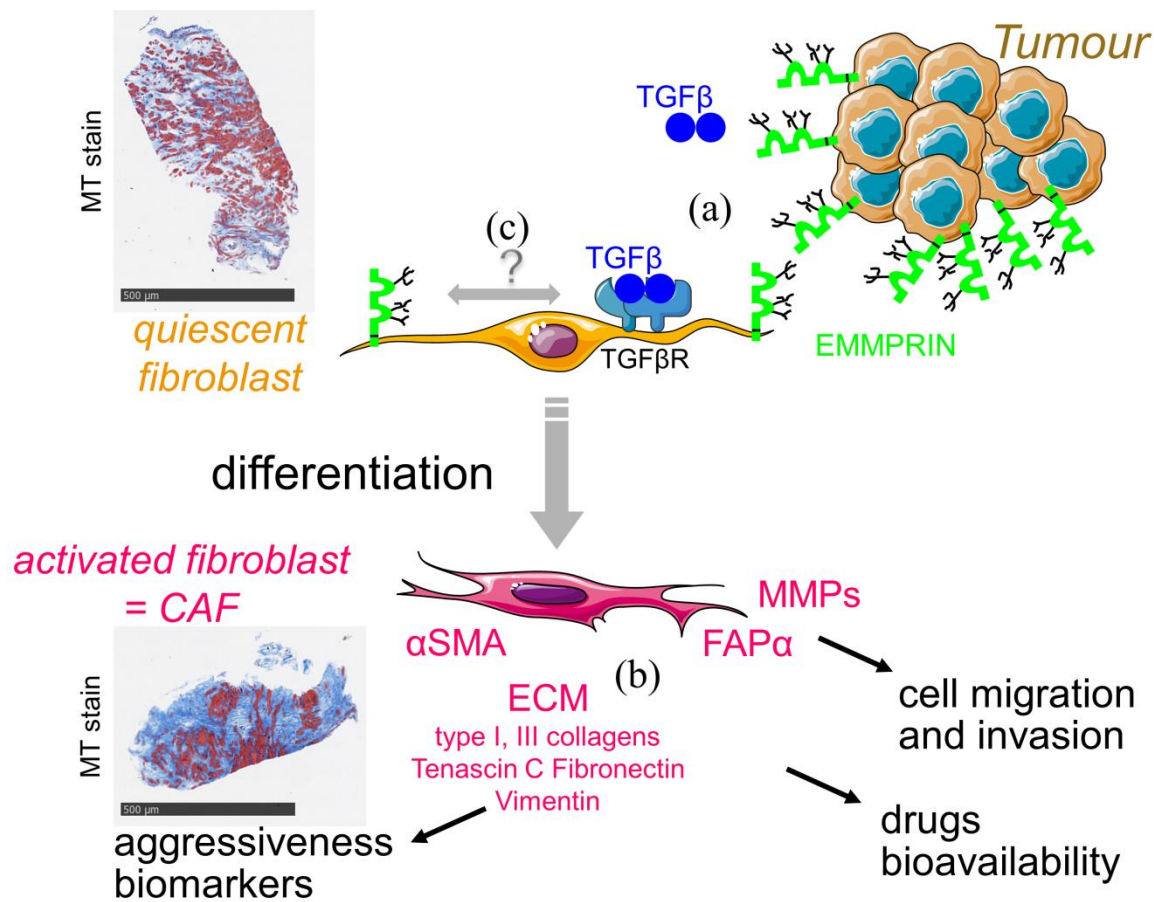 MT stain
500 µm
quiescent
fibroblast
Tumour
TGFβ
(a)
(c)
?
TGFβ
TGFβR
EMMPRIN
differentiation
activated fibroblast
= CAF
MT stain
500 µm
αSMA
MMPs
FAPα
(b)
ECM
type I, III collagens
Tenascin C Fibronectin
Vimentin
cell migration
and invasion
drugs
bioavailability
aggressiveness
biomarkers